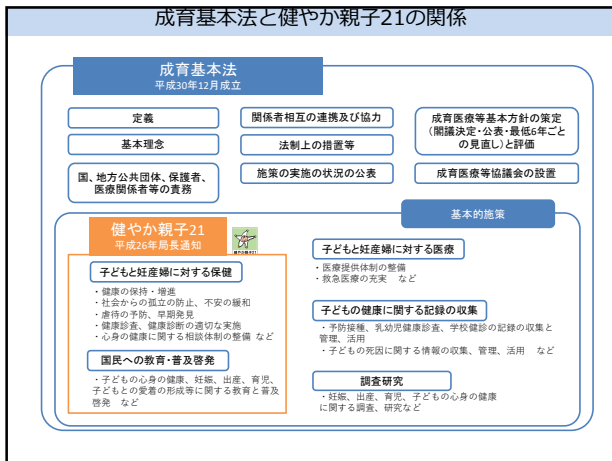 成育基本法と健やか親子21の関係
成育基本法
平成30年12月成立
定義
関係者相互の連携及び協力
成育医療等基本方針の策定
(閣議決定・公表・最低6年ごと
の見直し)と評価
基本理念
法制上の措置等
国、地方公共団体、保護者、
医療関係者等の責務
施策の実施の状況の公表
成育医療等協議会の設置
基本的施策
健やか親子21
平成26年局長通知
子どもと妊産婦に対する保健
・健康の保持・増進
・社会からの孤立の防止、不安の緩和
・虐待の予防、早期発見
・健康診査、健康診断の適切な実施
・心身の健康に関する相談体制の整備 など
国民への教育・普及啓発
・子どもの心身の健康、妊娠、出産、育児、
子どもとの愛着の形成等に関する教育と普及
啓発 など
子どもと妊産婦に対する医療
・医療提供体制の整備
・救急医療の充実 など
子どもの健康に関する記録の収集
・予防接種、乳幼児健康診査、学校健診の記録の収集と
管理、活用
・子どもの死因に関する情報の収集、管理、活用 など
調査研究
・妊娠、出産、育児、子どもの心身の健康
に関する調査、研究など